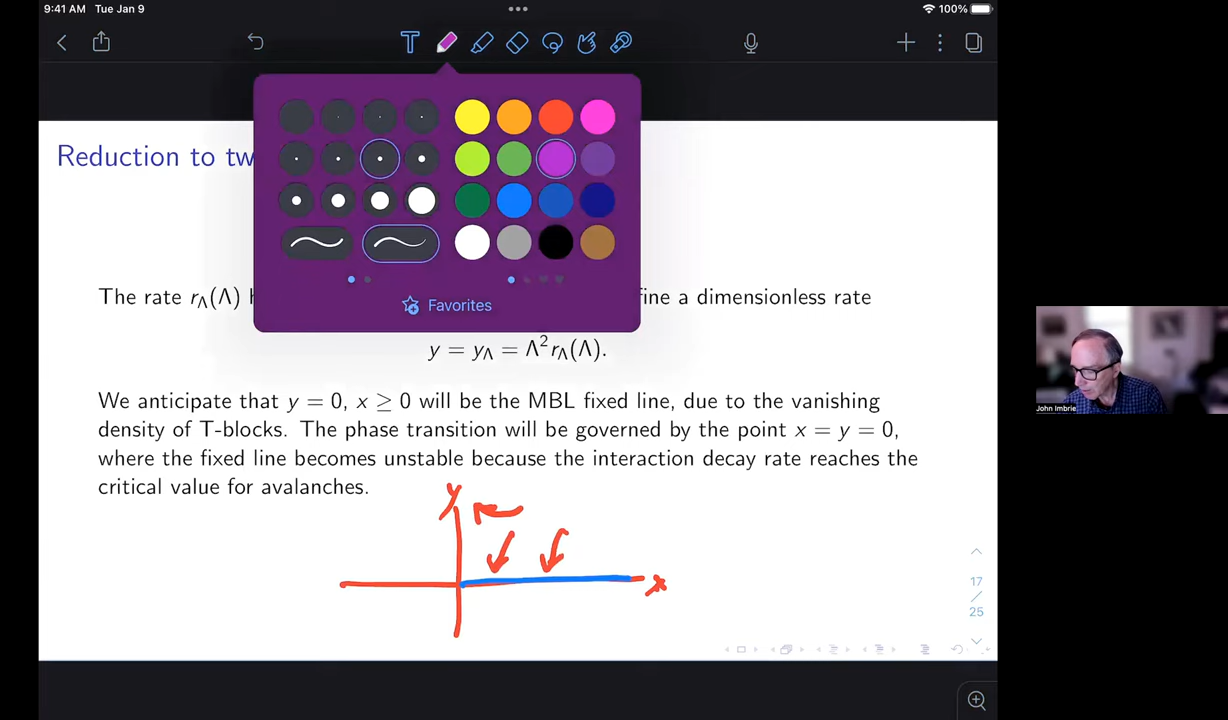 9:41 AM Tue Jan 9
100%
Reduction to tw
Favorites
The rate r_Λ(Λ) fine a dimensionless rate
y = y_Λ = Λ² r_Λ(Λ).
We anticipate that y = 0, x ≥ 0 will be the MBL fixed line, due to the vanishing
density of T-blocks. The phase transition will be governed by the point x = y = 0,
where the fixed line becomes unstable because the interaction decay rate reaches the
critical value for avalanches.
y
x
17
/
25
John Imbrie